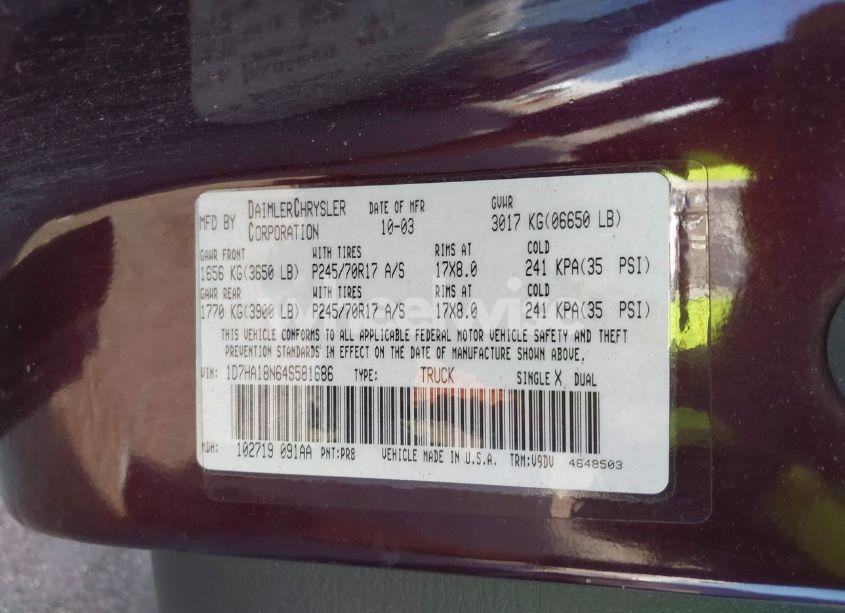 MFD BY DAIMLERCHRYSLER CORPORATION DATE OF MFR 10-03 GVWR 3017 KG(06650 LB)
GAWR FRONT WITH TIRES RIMS AT COLD
1656 KG(3650 LB) P245/70R17 A/S 17X8.0 241 KPA(35 PSI)
GAWR REAR WITH TIRES RIMS AT COLD
1770 KG(3900 LB) P245/70R17 A/S 17X8.0 241 KPA(35 PSI)
THIS VEHICLE CONFORMS TO ALL APPLICABLE FEDERAL MOTOR VEHICLE SAFETY AND THEFT
PREVENTION STANDARDS IN EFFECT ON THE DATE OF MANUFACTURE SHOWN ABOVE.
VIN: 1D7HA18N64S581686 TYPE: TRUCK SINGLE X DUAL
MDH: 102719 091AA PNT:PR8 VEHICLE MADE IN U.S.A. TRM:V9DV 4648503